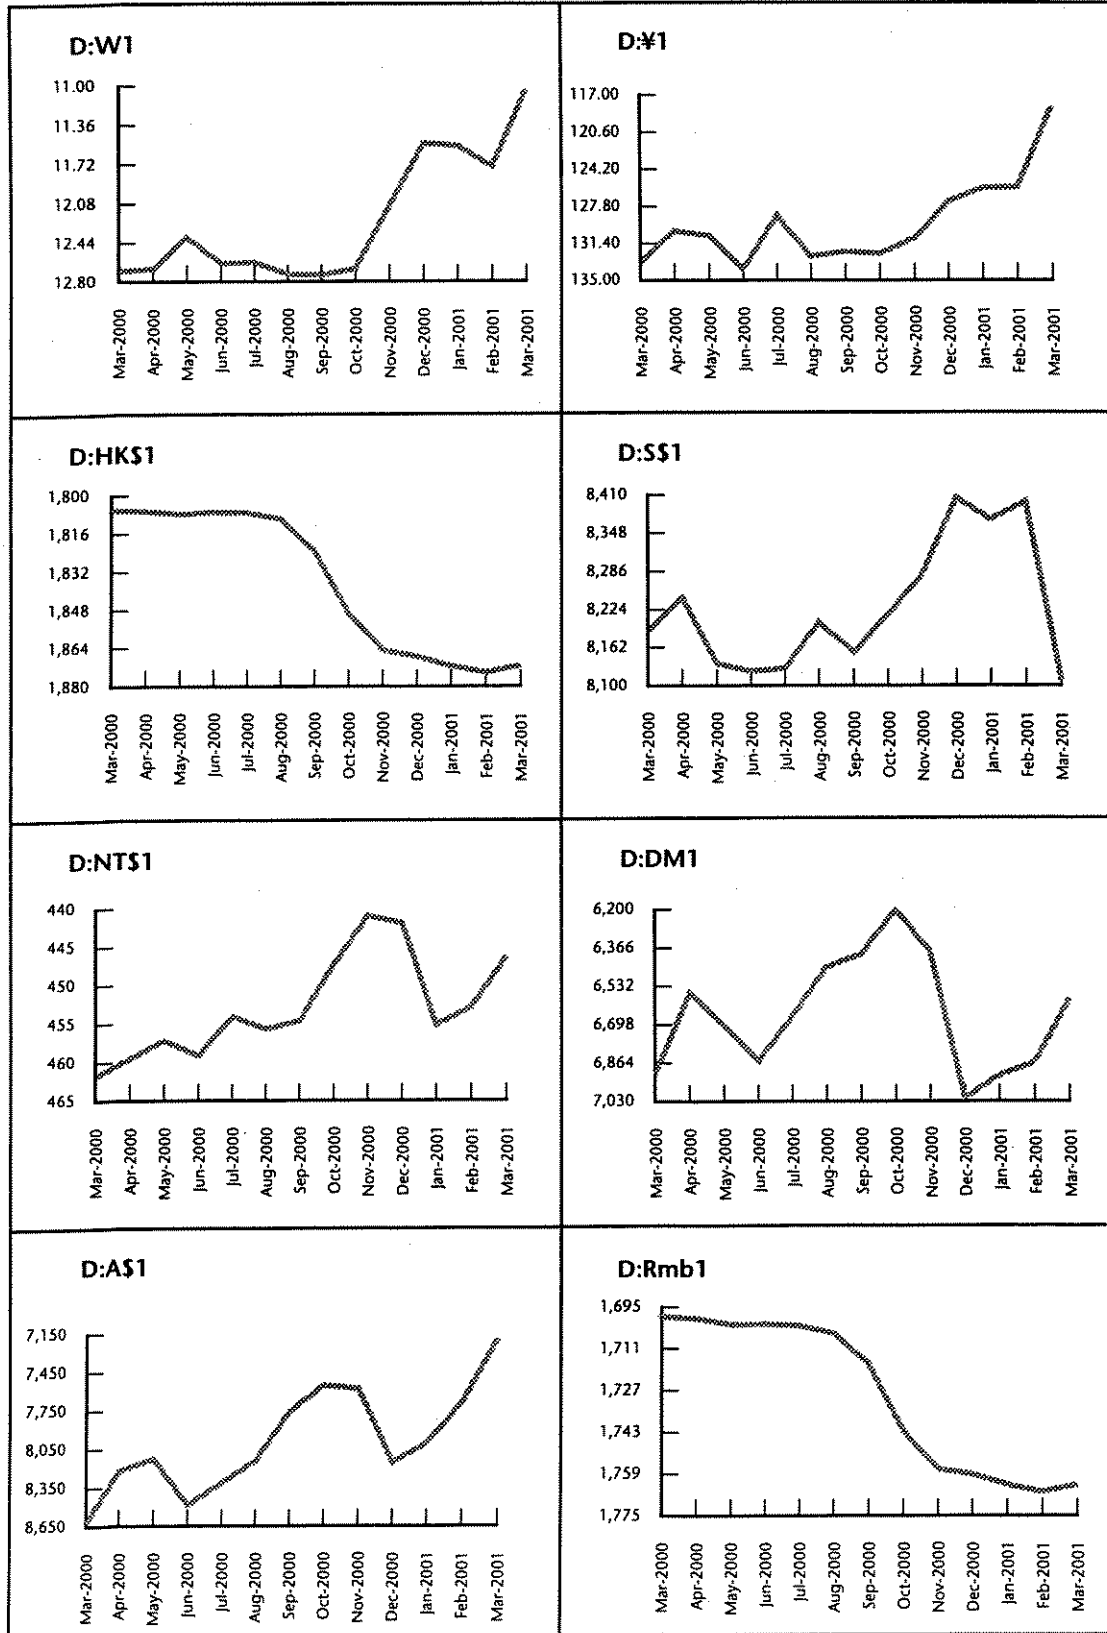 D:W1
11.00
11.36
11.72
12.08
12.44
12.80
Mar-2000
Apr-2000
May-2000
Jun-2000
Jul-2000
Aug-2000
Sep-2000
Oct-2000
Nov-2000
Dec-2000
Jan-2001
Feb-2001
Mar-2001
D:¥1
117.00
120.60
124.20
127.80
131.40
135.00
Mar-2000
Apr-2000
May-2000
Jun-2000
Jul-2000
Aug-2000
Sep-2000
Oct-2000
Nov-2000
Dec-2000
Jan-2001
Feb-2001
Mar-2001
D:HK$1
1,800
1,816
1,832
1,848
1,864
1,880
Mar-2000
Apr-2000
May-2000
Jun-2000
Jul-2000
Aug-2000
Sep-2000
Oct-2000
Nov-2000
Dec-2000
Jan-2001
Feb-2001
Mar-2001
D:S$1
8,410
8,348
8,286
8,224
8,162
8,100
Mar-2000
Apr-2000
May-2000
Jun-2000
Jul-2000
Aug-2000
Sep-2000
Oct-2000
Nov-2000
Dec-2000
Jan-2001
Feb-2001
Mar-2001
D:NT$1
440
445
450
455
460
465
Mar-2000
Apr-2000
May-2000
Jun-2000
Jul-2000
Aug-2000
Sep-2000
Oct-2000
Nov-2000
Dec-2000
Jan-2001
Feb-2001
Mar-2001
D:DM1
6,200
6,366
6,532
6,698
6,864
7,030
Mar-2000
Apr-2000
May-2000
Jun-2000
Jul-2000
Aug-2000
Sep-2000
Oct-2000
Nov-2000
Dec-2000
Jan-2001
Feb-2001
Mar-2001
D:A$1
7,150
7,450
7,750
8,050
8,350
8,650
Mar-2000
Apr-2000
May-2000
Jun-2000
Jul-2000
Aug-2000
Sep-2000
Oct-2000
Nov-2000
Dec-2000
Jan-2001
Feb-2001
Mar-2001
D:Rmb1
1,695
1,711
1,727
1,743
1,759
1,775
Mar-2000
Apr-2000
May-2000
Jun-2000
Jul-2000
Aug-2000
Sep-2000
Oct-2000
Nov-2000
Dec-2000
Jan-2001
Feb-2001
Mar-2001